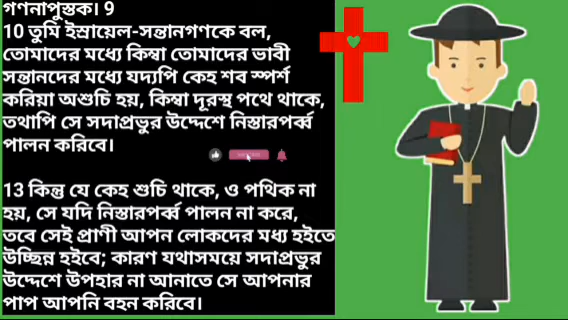 গণনাপুস্তক। 9
10 তুমি ইস্রায়েল-সন্তানগণকে বল,
তোমাদের মধ্যে কিম্বা তোমাদের ভাবী
সন্তানদের মধ্যে যদ্যপি কেহ শব স্পর্শ
করিয়া অশুচি হয়, কিম্বা দূরস্থ পথে থাকে,
তথাপি সে সদাপ্রভুর উদ্দেশে নিস্তারপর্ব্ব
পালন করিবে।
13 কিন্তু যে কেহ শুচি থাকে, ও পথিক না
হয়, সে যদি নিস্তারপর্ব্ব পালন না করে,
তবে সেই প্রাণী আপন লোকদের মধ্য হইতে
উচ্ছিন্ন হইবে; কারণ যথাসময়ে সদাপ্রভুর
উদ্দেশে উপহার না আনাতে সে আপনার
পাপ আপনি বহন করিবে।